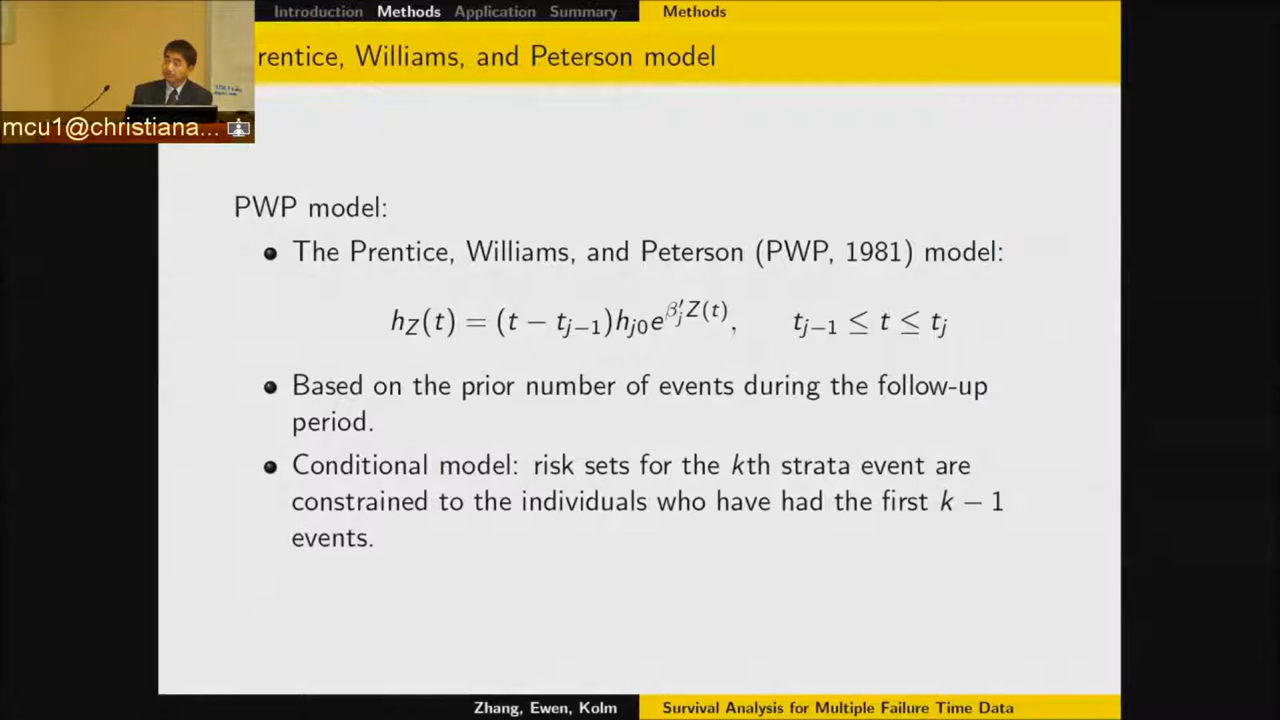 Introduction Methods Application Summary Methods
rentice, Williams, and Peterson model
mcu1@christiana...
PWP model:
The Prentice, Williams, and Peterson (PWP, 1981) model:
h_Z(t) = (t − t_{j−1})h_{j0}e^{β′_jZ(t)}, t_{j−1} ≤ t ≤ t_j
Based on the prior number of events during the follow-up
period.
Conditional model: risk sets for the kth strata event are
constrained to the individuals who have had the first k − 1
events.
Zhang, Ewen, Kolm Survival Analysis for Multiple Failure Time Data